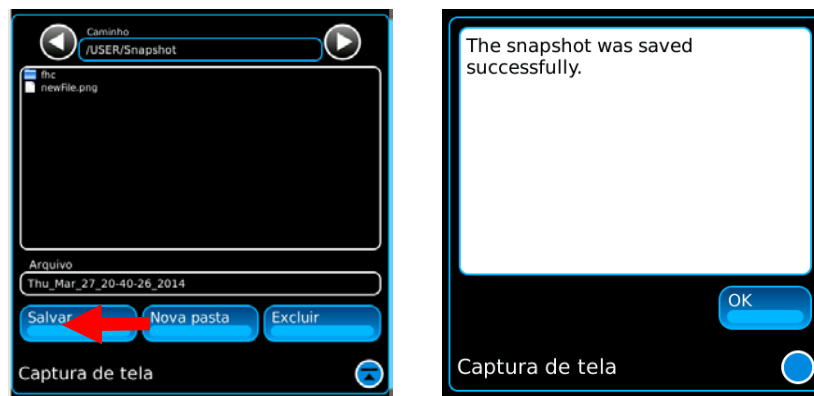 Caminho
/USER/Snapshot
fhc
newFile.png
Arquivo
Thu_Mar_27_20-40-26_2014
Salvar Nova pasta Excluir
Captura de tela
The snapshot was saved
successfully.
OK
Captura de tela